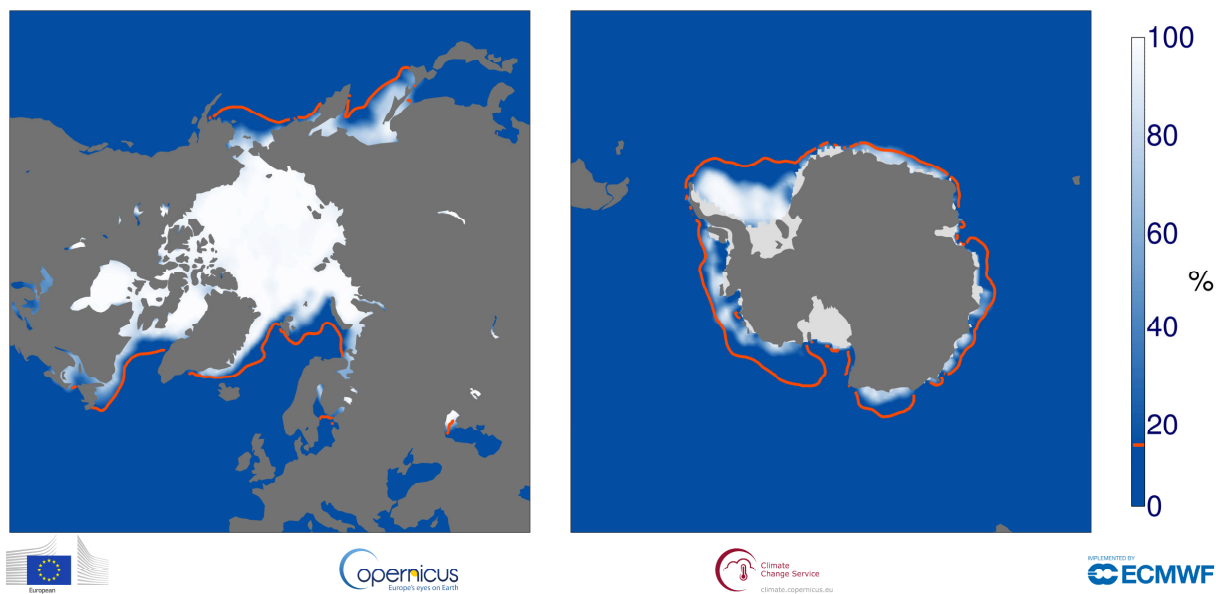 100
80
60
%
40
20
0
European
opernicus
Europe's eyes on Earth
Climate
Change Service
climate.copernicus.eu
IMPLEMENTED BY
ECMWF